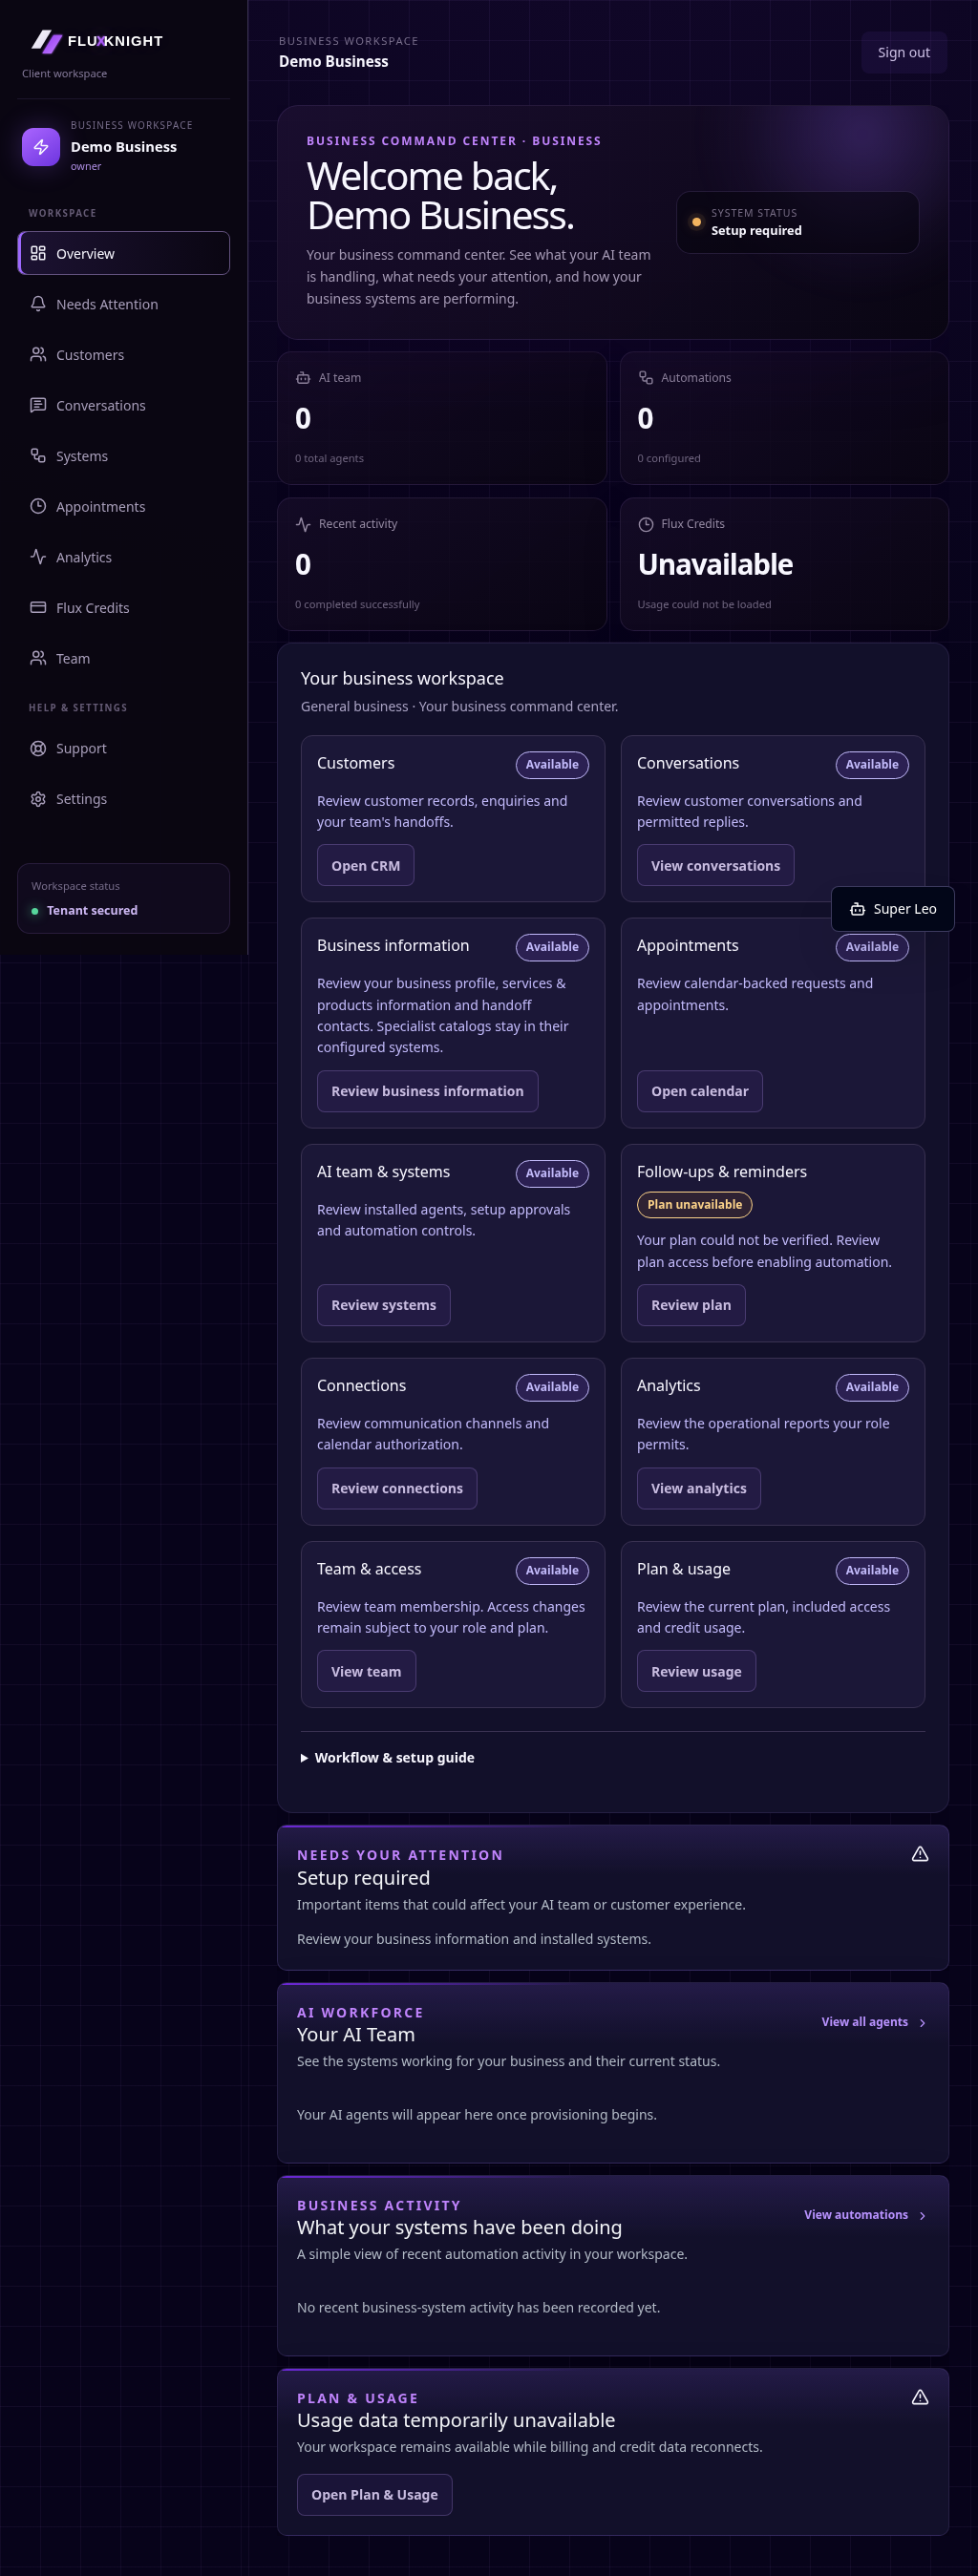 FLUXKNIGHT
Client workspace
BUSINESS WORKSPACE
Demo Business
owner
WORKSPACE
Overview
Needs Attention
Customers
Conversations
Systems
Appointments
Analytics
Flux Credits
Team
HELP & SETTINGS
Support
Settings
Workspace status
Tenant secured
BUSINESS WORKSPACE
Demo Business
Sign out
BUSINESS COMMAND CENTER · BUSINESS
Welcome back,
Demo Business.
Your business command center. See what your AI team
is handling, what needs your attention, and how your
business systems are performing.
SYSTEM STATUS
Setup required
AI team
0
0 total agents
Automations
0
0 configured
Recent activity
0
0 completed successfully
Flux Credits
Unavailable
Usage could not be loaded
Your business workspace
General business · Your business command center.
Customers
Available
Review customer records, enquiries and
your team's handoffs.
Open CRM
Conversations
Available
Review customer conversations and
permitted replies.
View conversations
Super Leo
Business information
Available
Review your business profile, services &
products information and handoff
contacts. Specialist catalogs stay in their
configured systems.
Review business information
Appointments
Available
Review calendar-backed requests and
appointments.
Open calendar
AI team & systems
Available
Review installed agents, setup approvals
and automation controls.
Review systems
Follow-ups & reminders
Plan unavailable
Your plan could not be verified. Review
plan access before enabling automation.
Review plan
Connections
Available
Review communication channels and
calendar authorization.
Review connections
Analytics
Available
Review the operational reports your role
permits.
View analytics
Team & access
Available
Review team membership. Access changes
remain subject to your role and plan.
View team
Plan & usage
Available
Review the current plan, included access
and credit usage.
Review usage
Workflow & setup guide
NEEDS YOUR ATTENTION
Setup required
Important items that could affect your AI team or customer experience.
Review your business information and installed systems.
AI WORKFORCE
Your AI Team
See the systems working for your business and their current status.
View all agents
Your AI agents will appear here once provisioning begins.
BUSINESS ACTIVITY
What your systems have been doing
A simple view of recent automation activity in your workspace.
View automations
No recent business-system activity has been recorded yet.
PLAN & USAGE
Usage data temporarily unavailable
Your workspace remains available while billing and credit data reconnects.
Open Plan & Usage